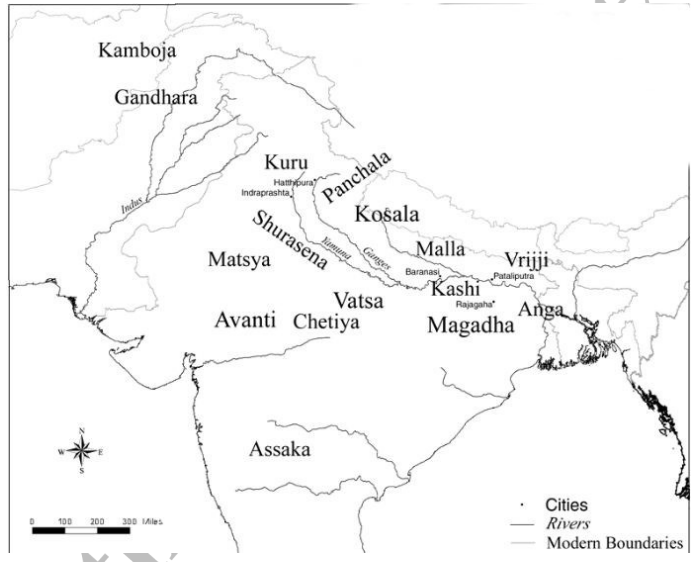 Kamboja
Gandhara
Kuru
Panchala
Hatthipura
Indraprashta
Indus
Kosala
Shurasena
Yamuna
Ganges
Malla
Vrijji
Matsya
Baranasi
Pataliputra
Kashi
Rajagaha
Vatsa
Anga
Avanti
Chetiya
Magadha
Assaka
N
W
E
S
0 100 200 300 Miles
Cities
Rivers
Modern Boundaries